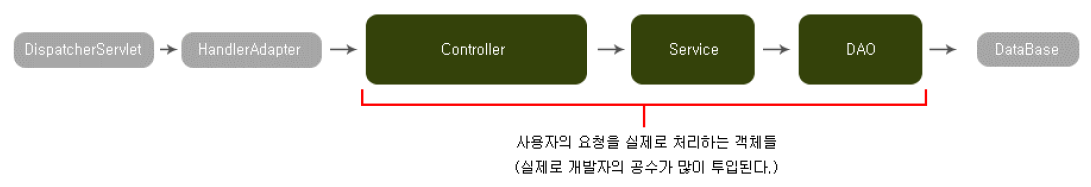 DispatcherServlet
HandlerAdapter
Controller
Service
DAO
DataBase
사용자의 요청을 실제로 처리하는 객체들
(실제로 개발자의 공수가 많이 투입된다.)